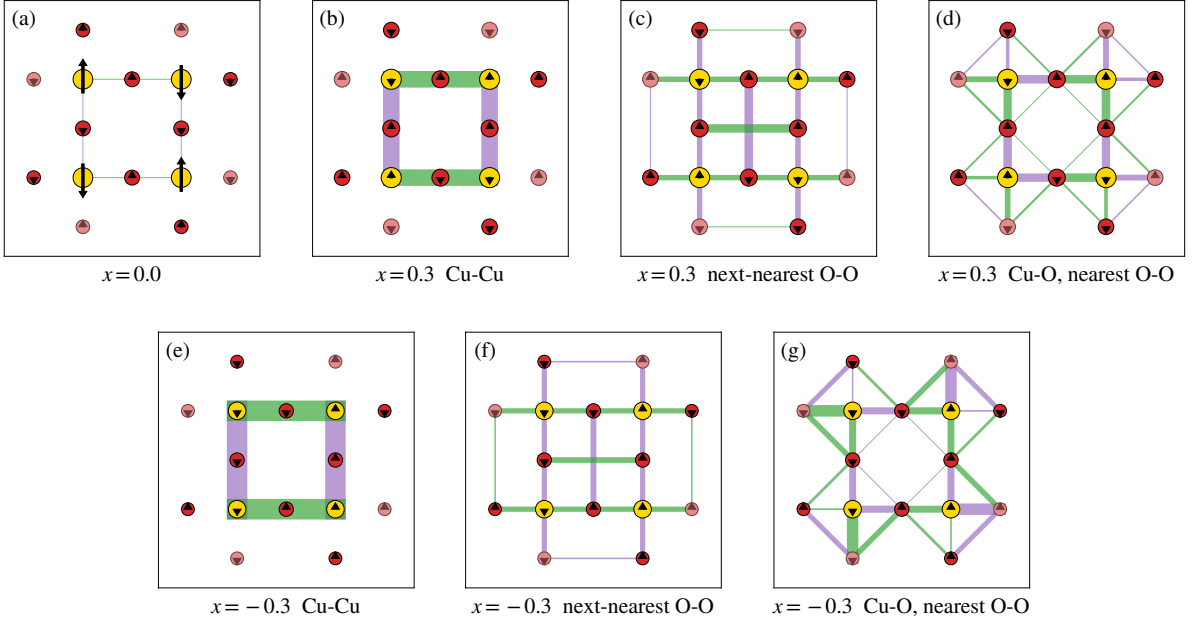 (a)
(b)
(c)
(d)
x = 0.0
x = 0.3 Cu-Cu
x = 0.3 next-nearest O-O
x = 0.3 Cu-O, nearest O-O
(e)
(f)
(g)
x = −0.3 Cu-Cu
x = −0.3 next-nearest O-O
x = −0.3 Cu-O, nearest O-O